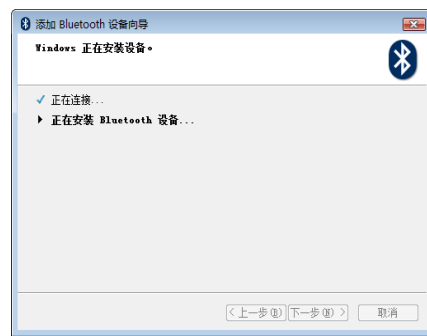 添加 Bluetooth 设备向导
Windows 正在安装设备。
正在连接...
正在安装 Bluetooth 设备...
<上一步(B) 下一步(N)> 取消